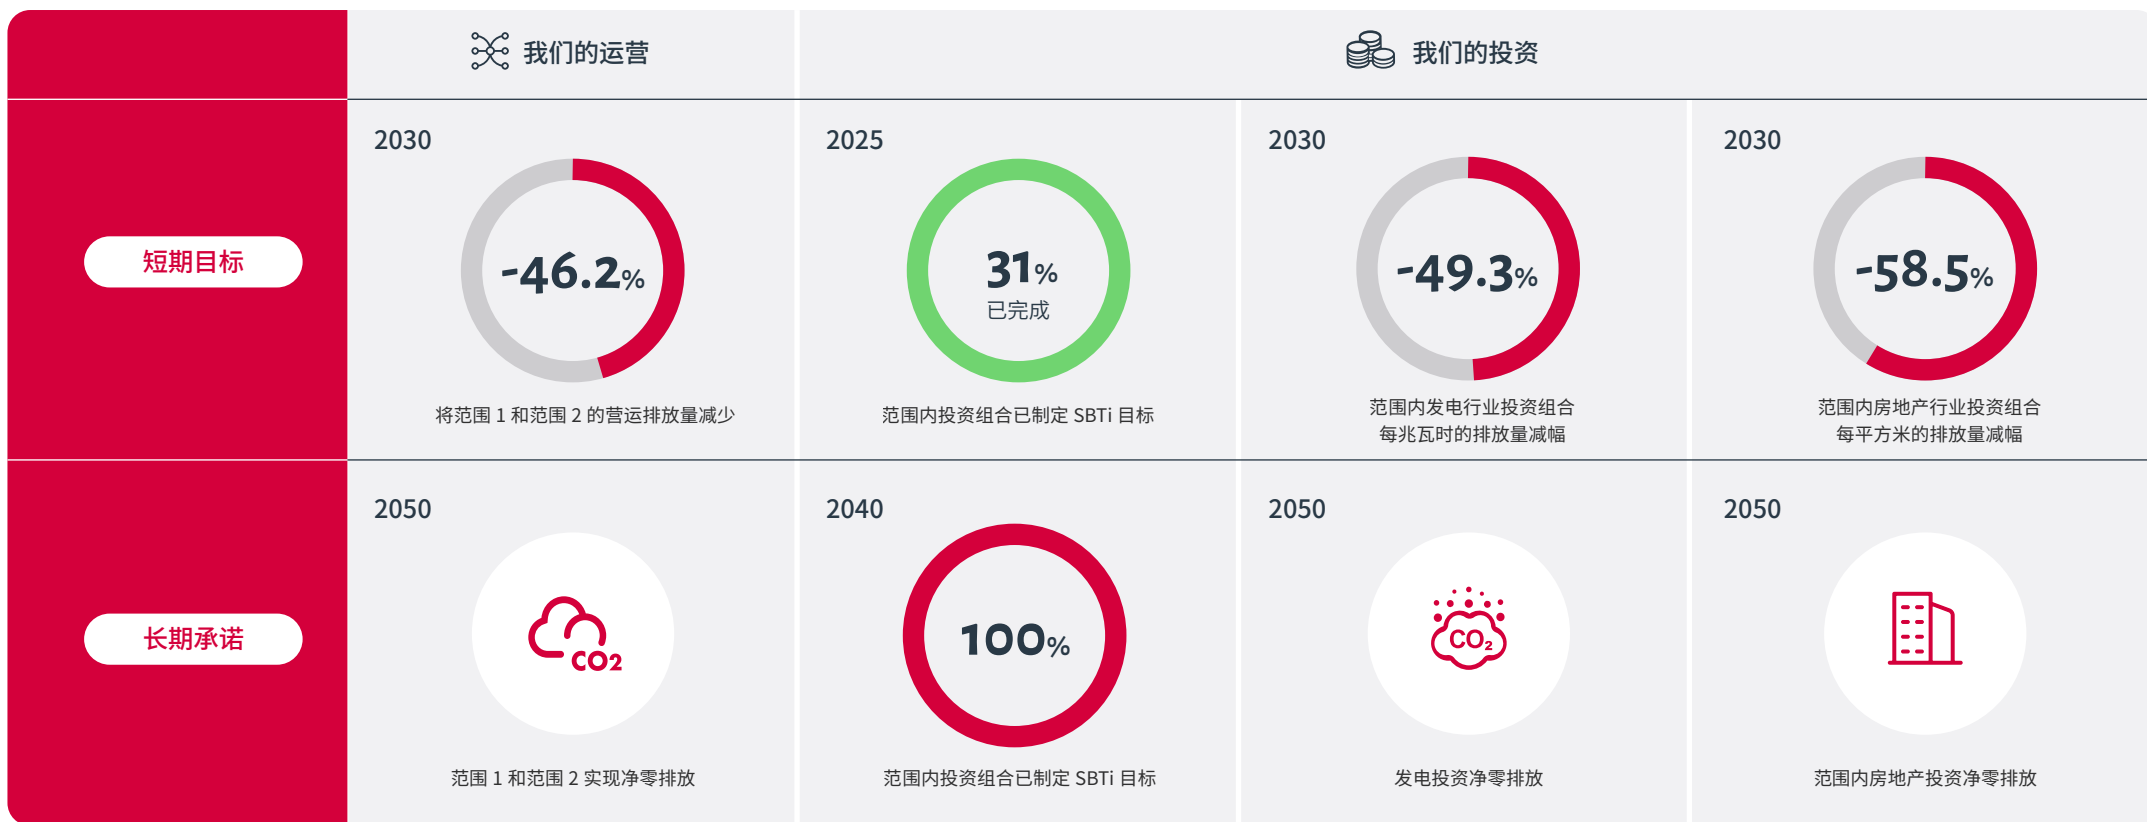 我们的运营
我们的投资
短期目标
2030
-46.2%
将范围 1 和范围 2 的营运排放量减少
2025
31%
已完成
范围内投资组合已制定 SBTi 目标
2030
-49.3%
范围内发电行业投资组合
每兆瓦时的排放量减幅
2030
-58.5%
范围内房地产行业投资组合
每平方米的排放量减幅
长期承诺
2050
CO2
范围 1 和范围 2 实现净零排放
2040
100%
范围内投资组合已制定 SBTi 目标
2050
CO₂
发电投资净零排放
2050
范围内房地产投资净零排放